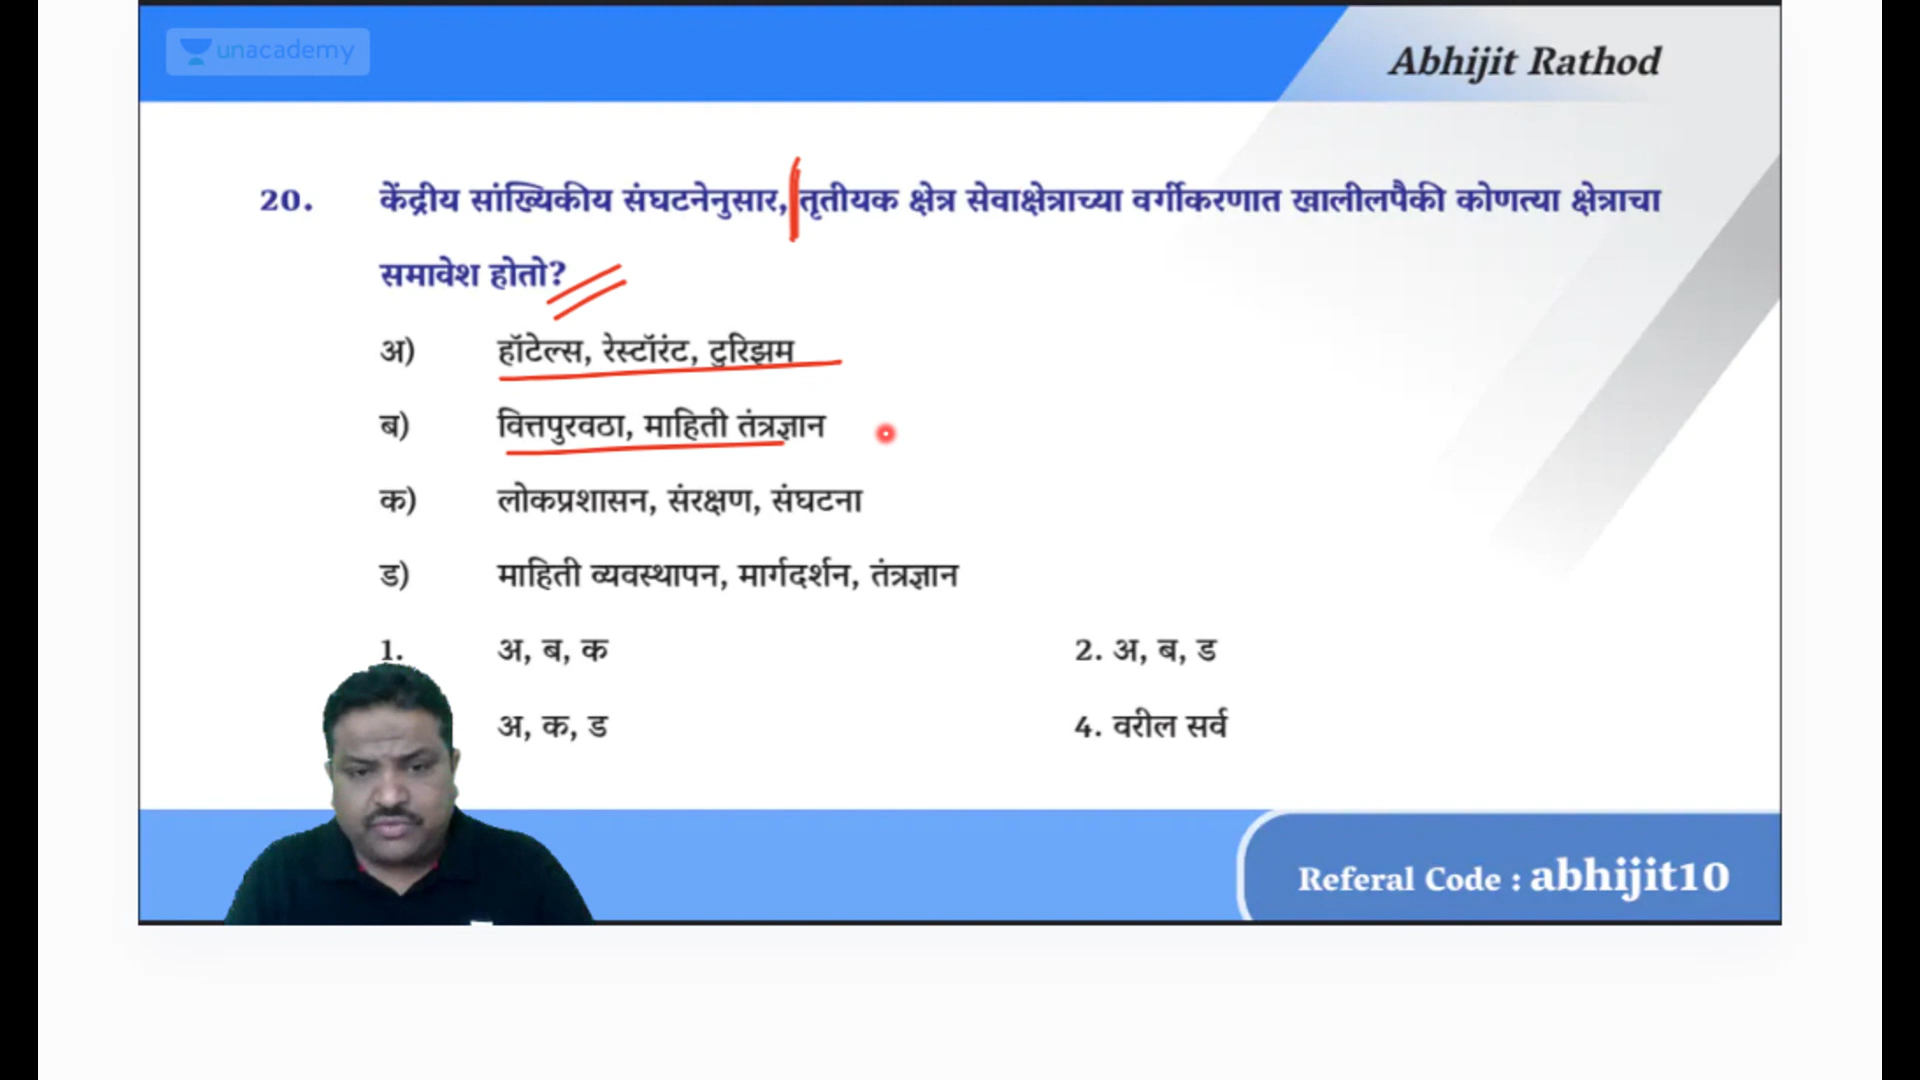 unacademy
Abhijit Rathod
20. केंद्रीय सांख्यिकीय संघटनेनुसार, तृतीयक क्षेत्र सेवाक्षेत्राच्या वर्गीकरणात खालीलपैकी कोणत्या क्षेत्राचा
समावेश होतो?
अ) हॉटेल्स, रेस्टॉरंट, टुरिझम
ब) वित्तपुरवठा, माहिती तंत्रज्ञान
क) लोकप्रशासन, संरक्षण, संघटना
ड) माहिती व्यवस्थापन, मार्गदर्शन, तंत्रज्ञान
1. अ, ब, क 2. अ, ब, ड
अ, क, ड 4. वरील सर्व
Referal Code : abhijit10